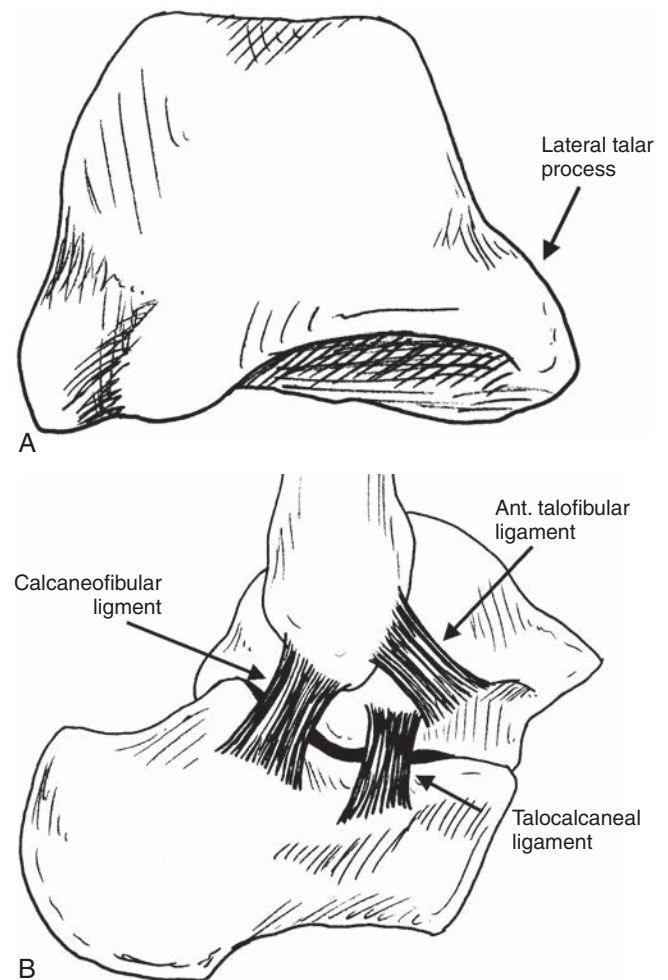 Lateral talar
process
A
Ant. talofibular
ligament
Calcaneofibular
ligment
Talocalcaneal
ligament
B